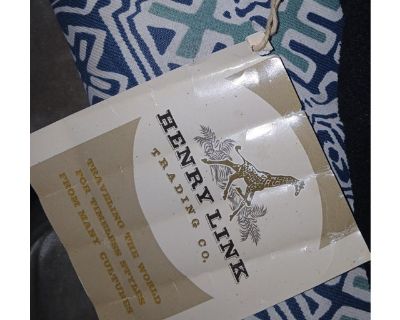 HENRY LINK
TRADING CO.
TRAVELING THE WORLD
FOR TIMELESS STYLES
FROM MANY CULTURES